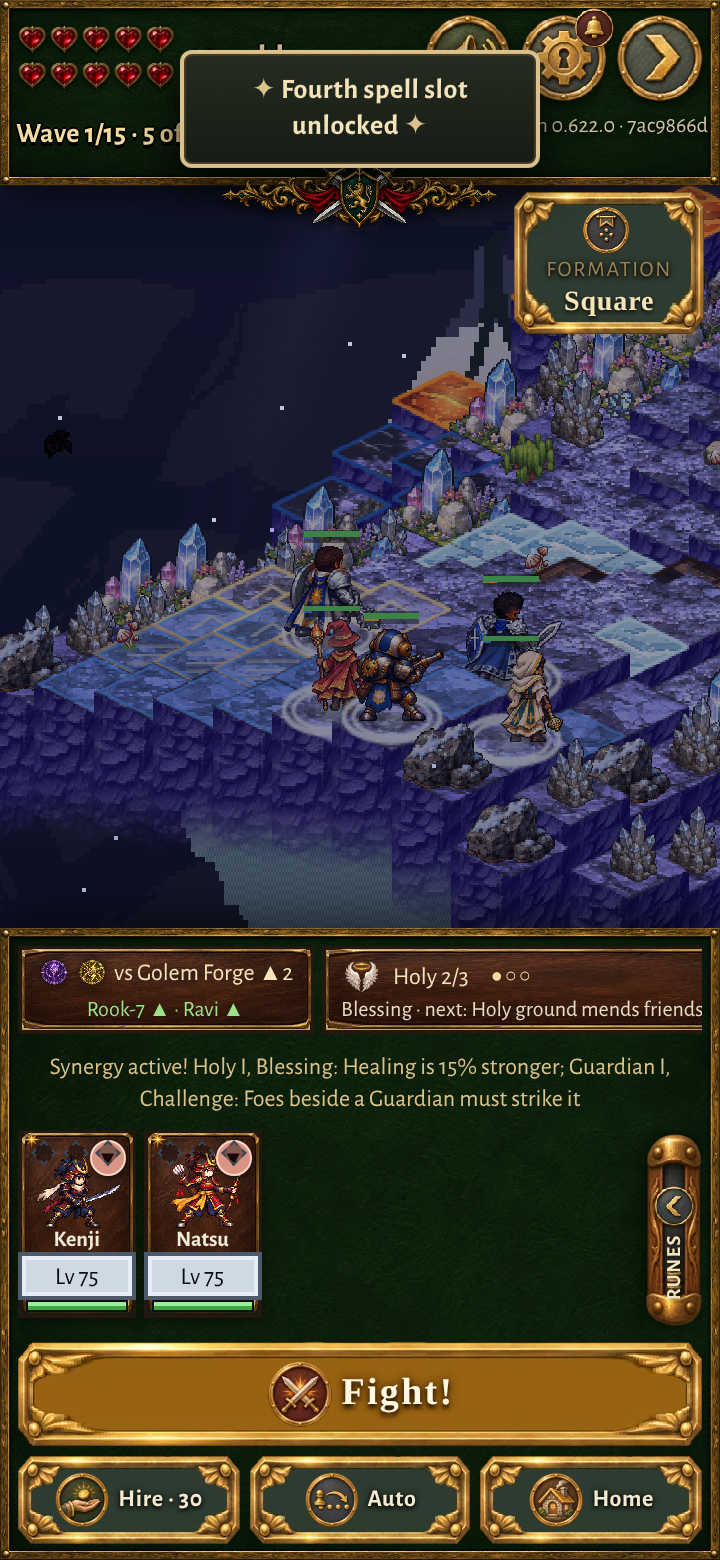 ✦ Fourth spell slot
unlocked ✦
Wave 1/15 · 5 of
0.622.0 · 7ac9866d
FORMATION
Square
vs Golem Forge ▲2
Rook-7 ▲ · Ravi ▲
Holy 2/3 ●○○
Blessing · next: Holy ground mends friends
Synergy active! Holy I, Blessing: Healing is 15% stronger; Guardian I,
Challenge: Foes beside a Guardian must strike it
Kenji
Natsu
Lv 75
Lv 75
RUNES
Fight!
Hire · 30
Auto
Home